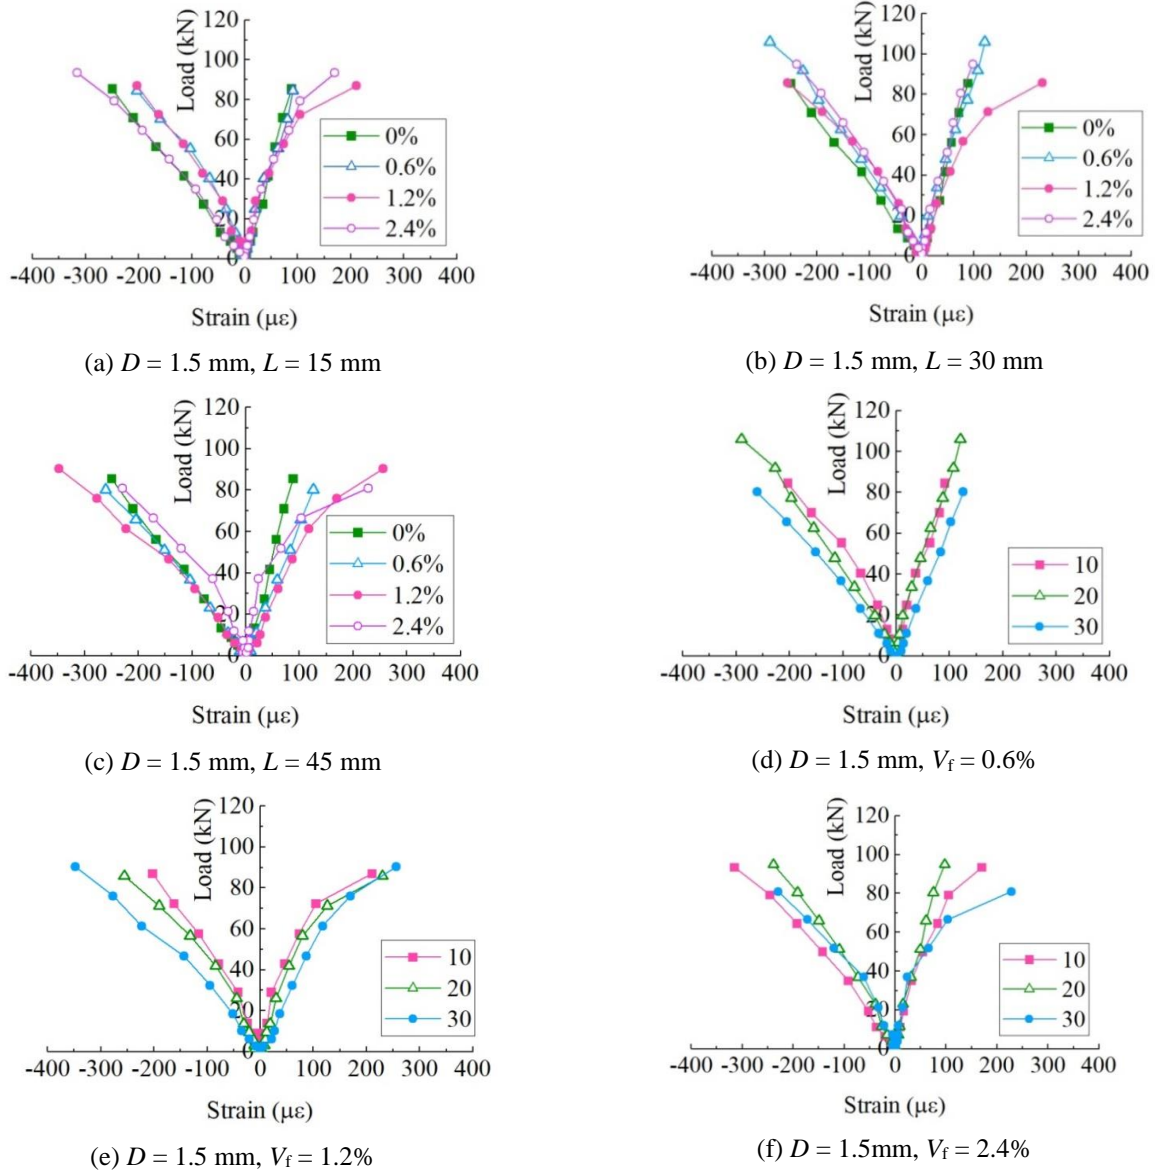 Load (kN)
120
100
80
60
40
20
0
0%
0.6%
1.2%
2.4%
-400 -300 -200 -100 0 100 200 300 400
Strain (με)
(a) D = 1.5 mm, L = 15 mm
Load (kN)
120
100
80
60
40
20
0
0%
0.6%
1.2%
2.4%
-400 -300 -200 -100 0 100 200 300 400
Strain (με)
(b) D = 1.5 mm, L = 30 mm
Load (kN)
120
100
80
60
40
20
0
0%
0.6%
1.2%
2.4%
-400 -300 -200 -100 0 100 200 300 400
Strain (με)
(c) D = 1.5 mm, L = 45 mm
Load (kN)
120
100
80
60
40
20
0
10
20
30
-400 -300 -200 -100 0 100 200 300 400
Strain (με)
(d) D = 1.5 mm, Vf = 0.6%
Load (kN)
120
100
80
60
40
20
0
10
20
30
-400 -300 -200 -100 0 100 200 300 400
Strain (με)
(e) D = 1.5 mm, Vf = 1.2%
Load (kN)
120
100
80
60
40
20
0
10
20
30
-400 -300 -200 -100 0 100 200 300 400
Strain (με)
(f) D = 1.5mm, Vf = 2.4%